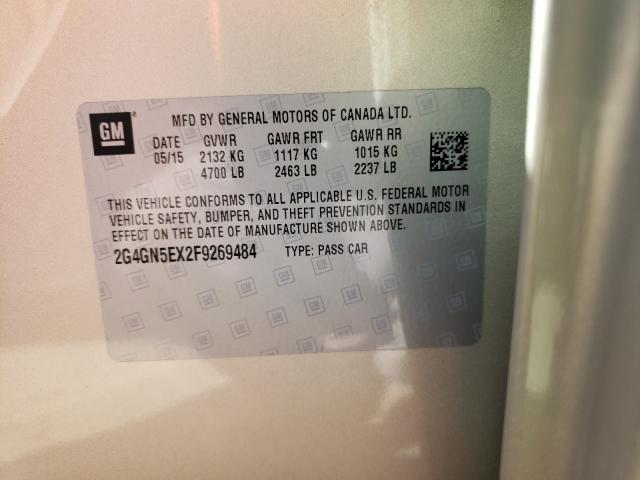 GM
MFD BY GENERAL MOTORS OF CANADA LTD.
DATE GVWR GAWR FRT GAWR RR
05/15 2132 KG 1117 KG 1015 KG
4700 LB 2463 LB 2237 LB
THIS VEHICLE CONFORMS TO ALL APPLICABLE U.S. FEDERAL MOTOR
VEHICLE SAFETY, BUMPER, AND THEFT PREVENTION STANDARDS IN
EFFECT ON THE DATE OF MANUFACTURE SHOWN ABOVE.
2G4GN5EX2F9269484 TYPE: PASS CAR